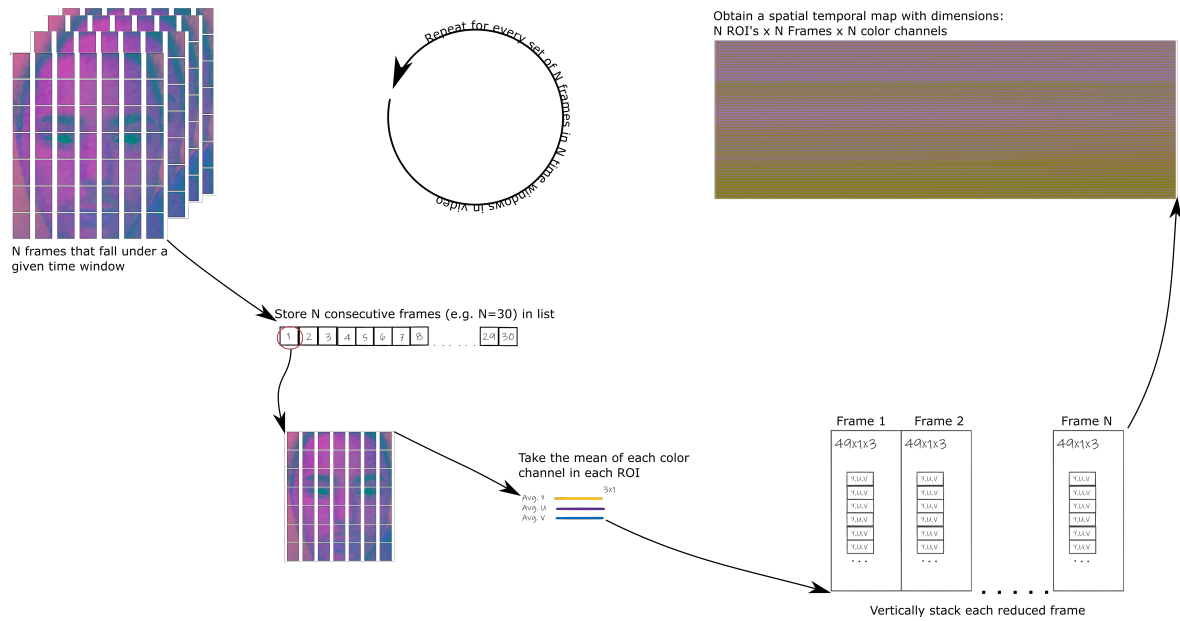 Repeat for every set of N frames in N time windows in video
Obtain a spatial temporal map with dimensions:
N ROI's x N Frames x N color channels
N frames that fall under a
given time window
Store N consecutive frames (e.g. N=30) in list
1 2 3 4 5 6 7 8 . . . . . . 29 30
Take the mean of each color
channel in each ROI
3x1
Avg. Y
Avg. U
Avg. V
Frame 1 Frame 2 Frame N
49x1x3 49x1x3 49x1x3
Y,U,V Y,U,V Y,U,V
Y,U,V Y,U,V Y,U,V
Y,U,V Y,U,V Y,U,V
Y,U,V Y,U,V Y,U,V
Y,U,V Y,U,V Y,U,V
Y,U,V Y,U,V Y,U,V
... ... ...
. . . . .
Vertically stack each reduced frame